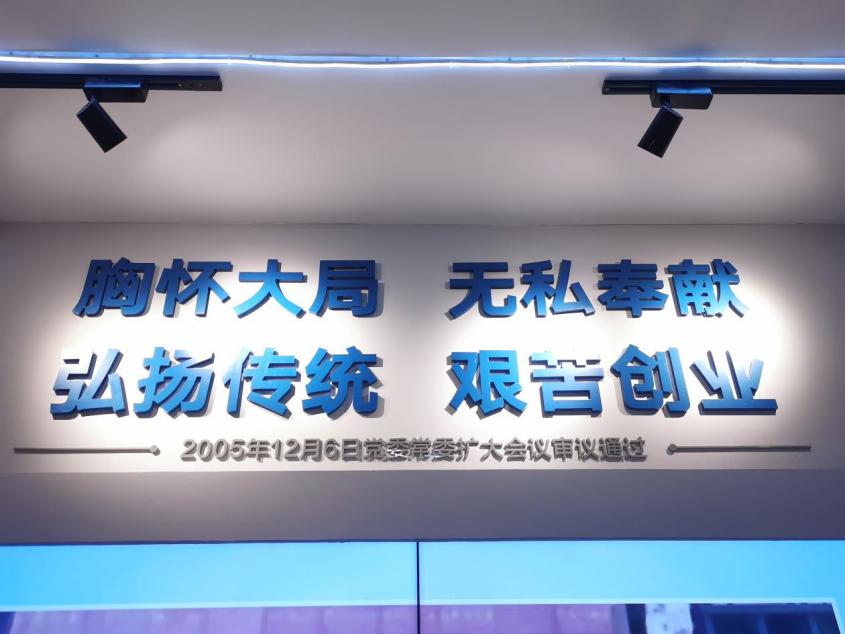 胸怀大局 无私奉献
弘扬传统 艰苦创业
2005年12月6日党委常委扩大会议审议通过